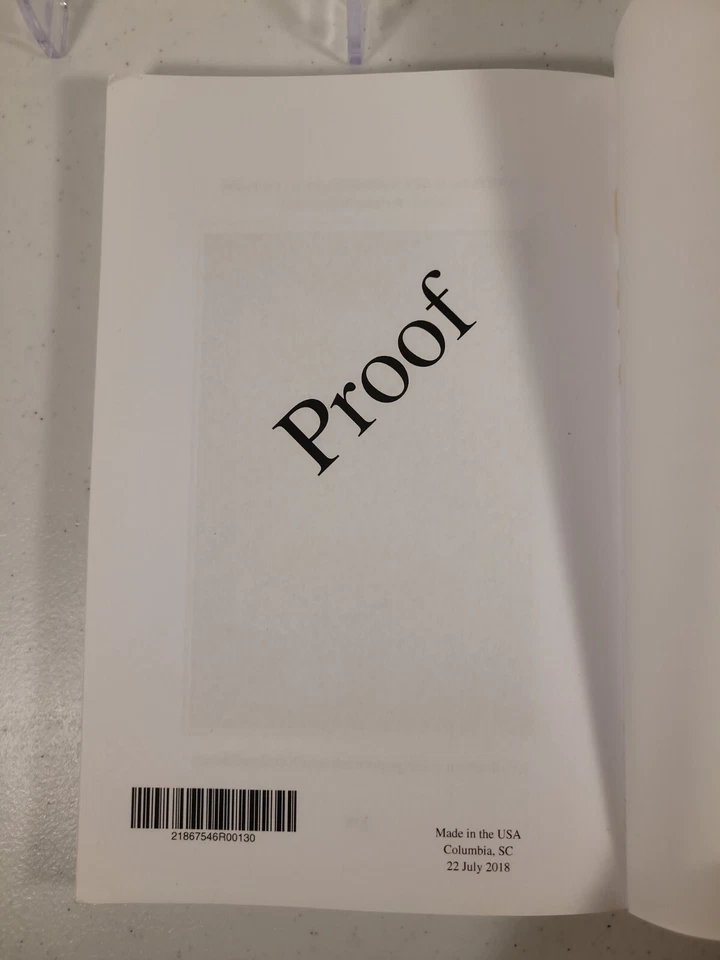 Proof
21867546R00130
Made in the USA
Columbia, SC
22 July 2018